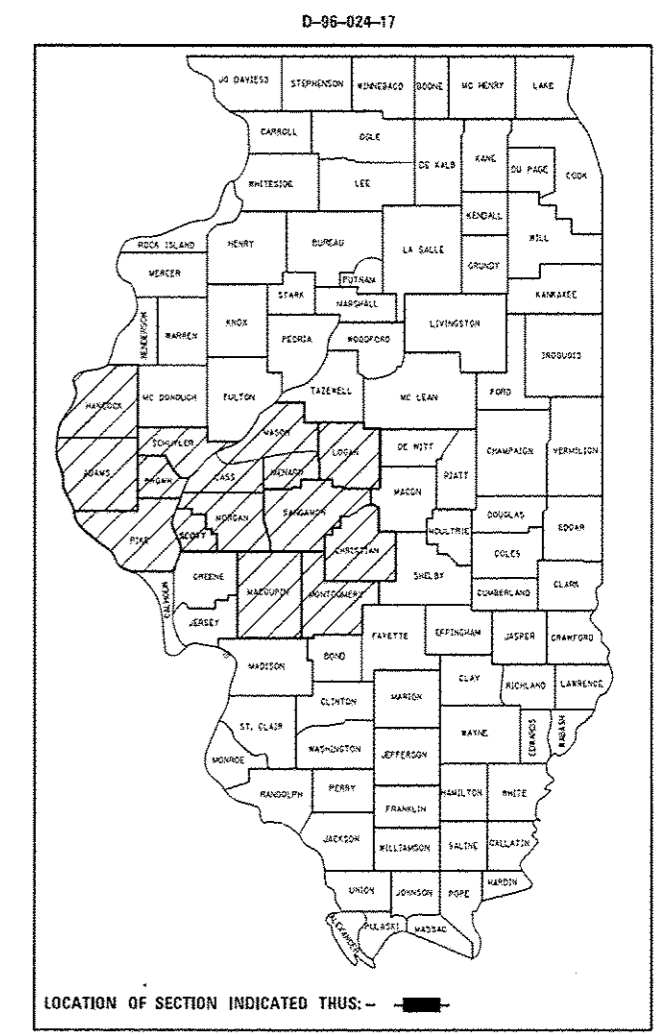 D-96-024-17
JO DAVIESS STEPHENSON WINNEBAGO BOONE MC HENRY LAKE
CARROLL OGLE DE KALB KANE DU PAGE COOK
WHITESIDE LEE
KENDALL
ROCK ISLAND HENRY BUREAU LA SALLE GRUNDY WILL
MERCER PUTNAM
STARK MARSHALL KANKAKEE
HENDERSON WARREN KNOX PEORIA WOODFORD LIVINGSTON IROQUOIS
HANCOCK MC DONOUGH FULTON TAZEWELL MC LEAN FORD
MASON
SCHUYLER LOGAN DE WITT CHAMPAIGN VERMILION
ADAMS BROWN CASS MENARD MACON PIATT
PIKE SCOTT MORGAN SANGAMON MOULTRIE DOUGLAS EDGAR
CHRISTIAN COLES
CALHOUN GREENE MACOUPIN MONTGOMERY SHELBY CUMBERLAND CLARK
JERSEY FAYETTE EFFINGHAM JASPER CRAWFORD
MADISON BOND
CLAY RICHLAND LAWRENCE
CLINTON MARION
ST. CLAIR WAYNE EDWARDS WABASH
WASHINGTON JEFFERSON
MONROE
RANDOLPH PERRY HAMILTON WHITE
FRANKLIN
JACKSON WILLIAMSON SALINE GALLATIN
UNION JOHNSON POPE HARDIN
ALEXANDER PULASKI MASSAC
LOCATION OF SECTION INDICATED THUS: -